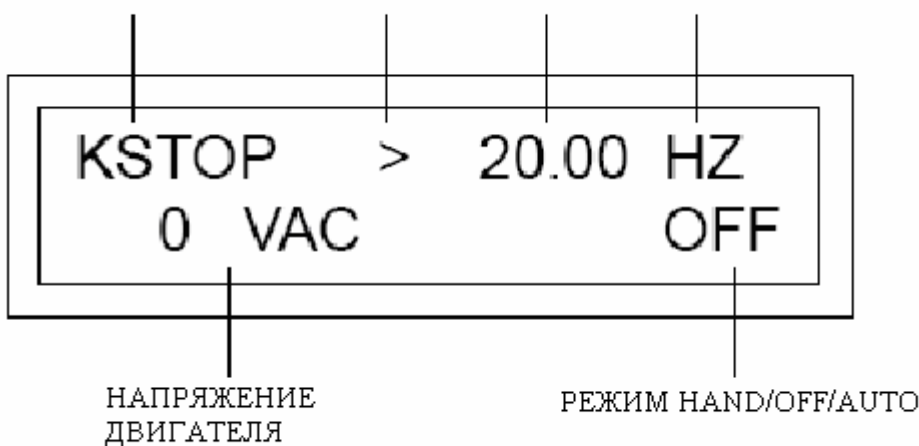 KSTOP > 20.00 HZ
0 VAC OFF
НАПРЯЖЕНИЕ
ДВИГАТЕЛЯ
РЕЖИМ HAND/OFF/AUTO